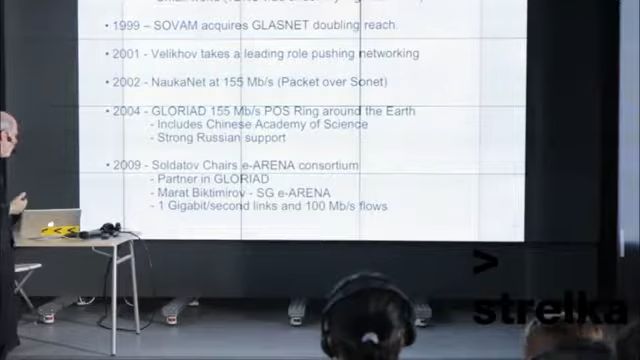 • 1999 – SOVAM acquires GLASNET doubling reach.
• 2001 - Velikhov takes a leading role pushing networking
• 2002 - NaukaNet at 155 Mb/s (Packet over Sonet)
• 2004 - GLORIAD 155 Mb/s POS Ring around the Earth
- Includes Chinese Academy of Science
- Strong Russian support
• 2009 - Soldatov Chairs e-ARENA consortium
- Partner in GLORIAD
- Marat Biktimirov - SG e-ARENA
- 1 Gigabit/second links and 100 Mb/s flows
>
strelka